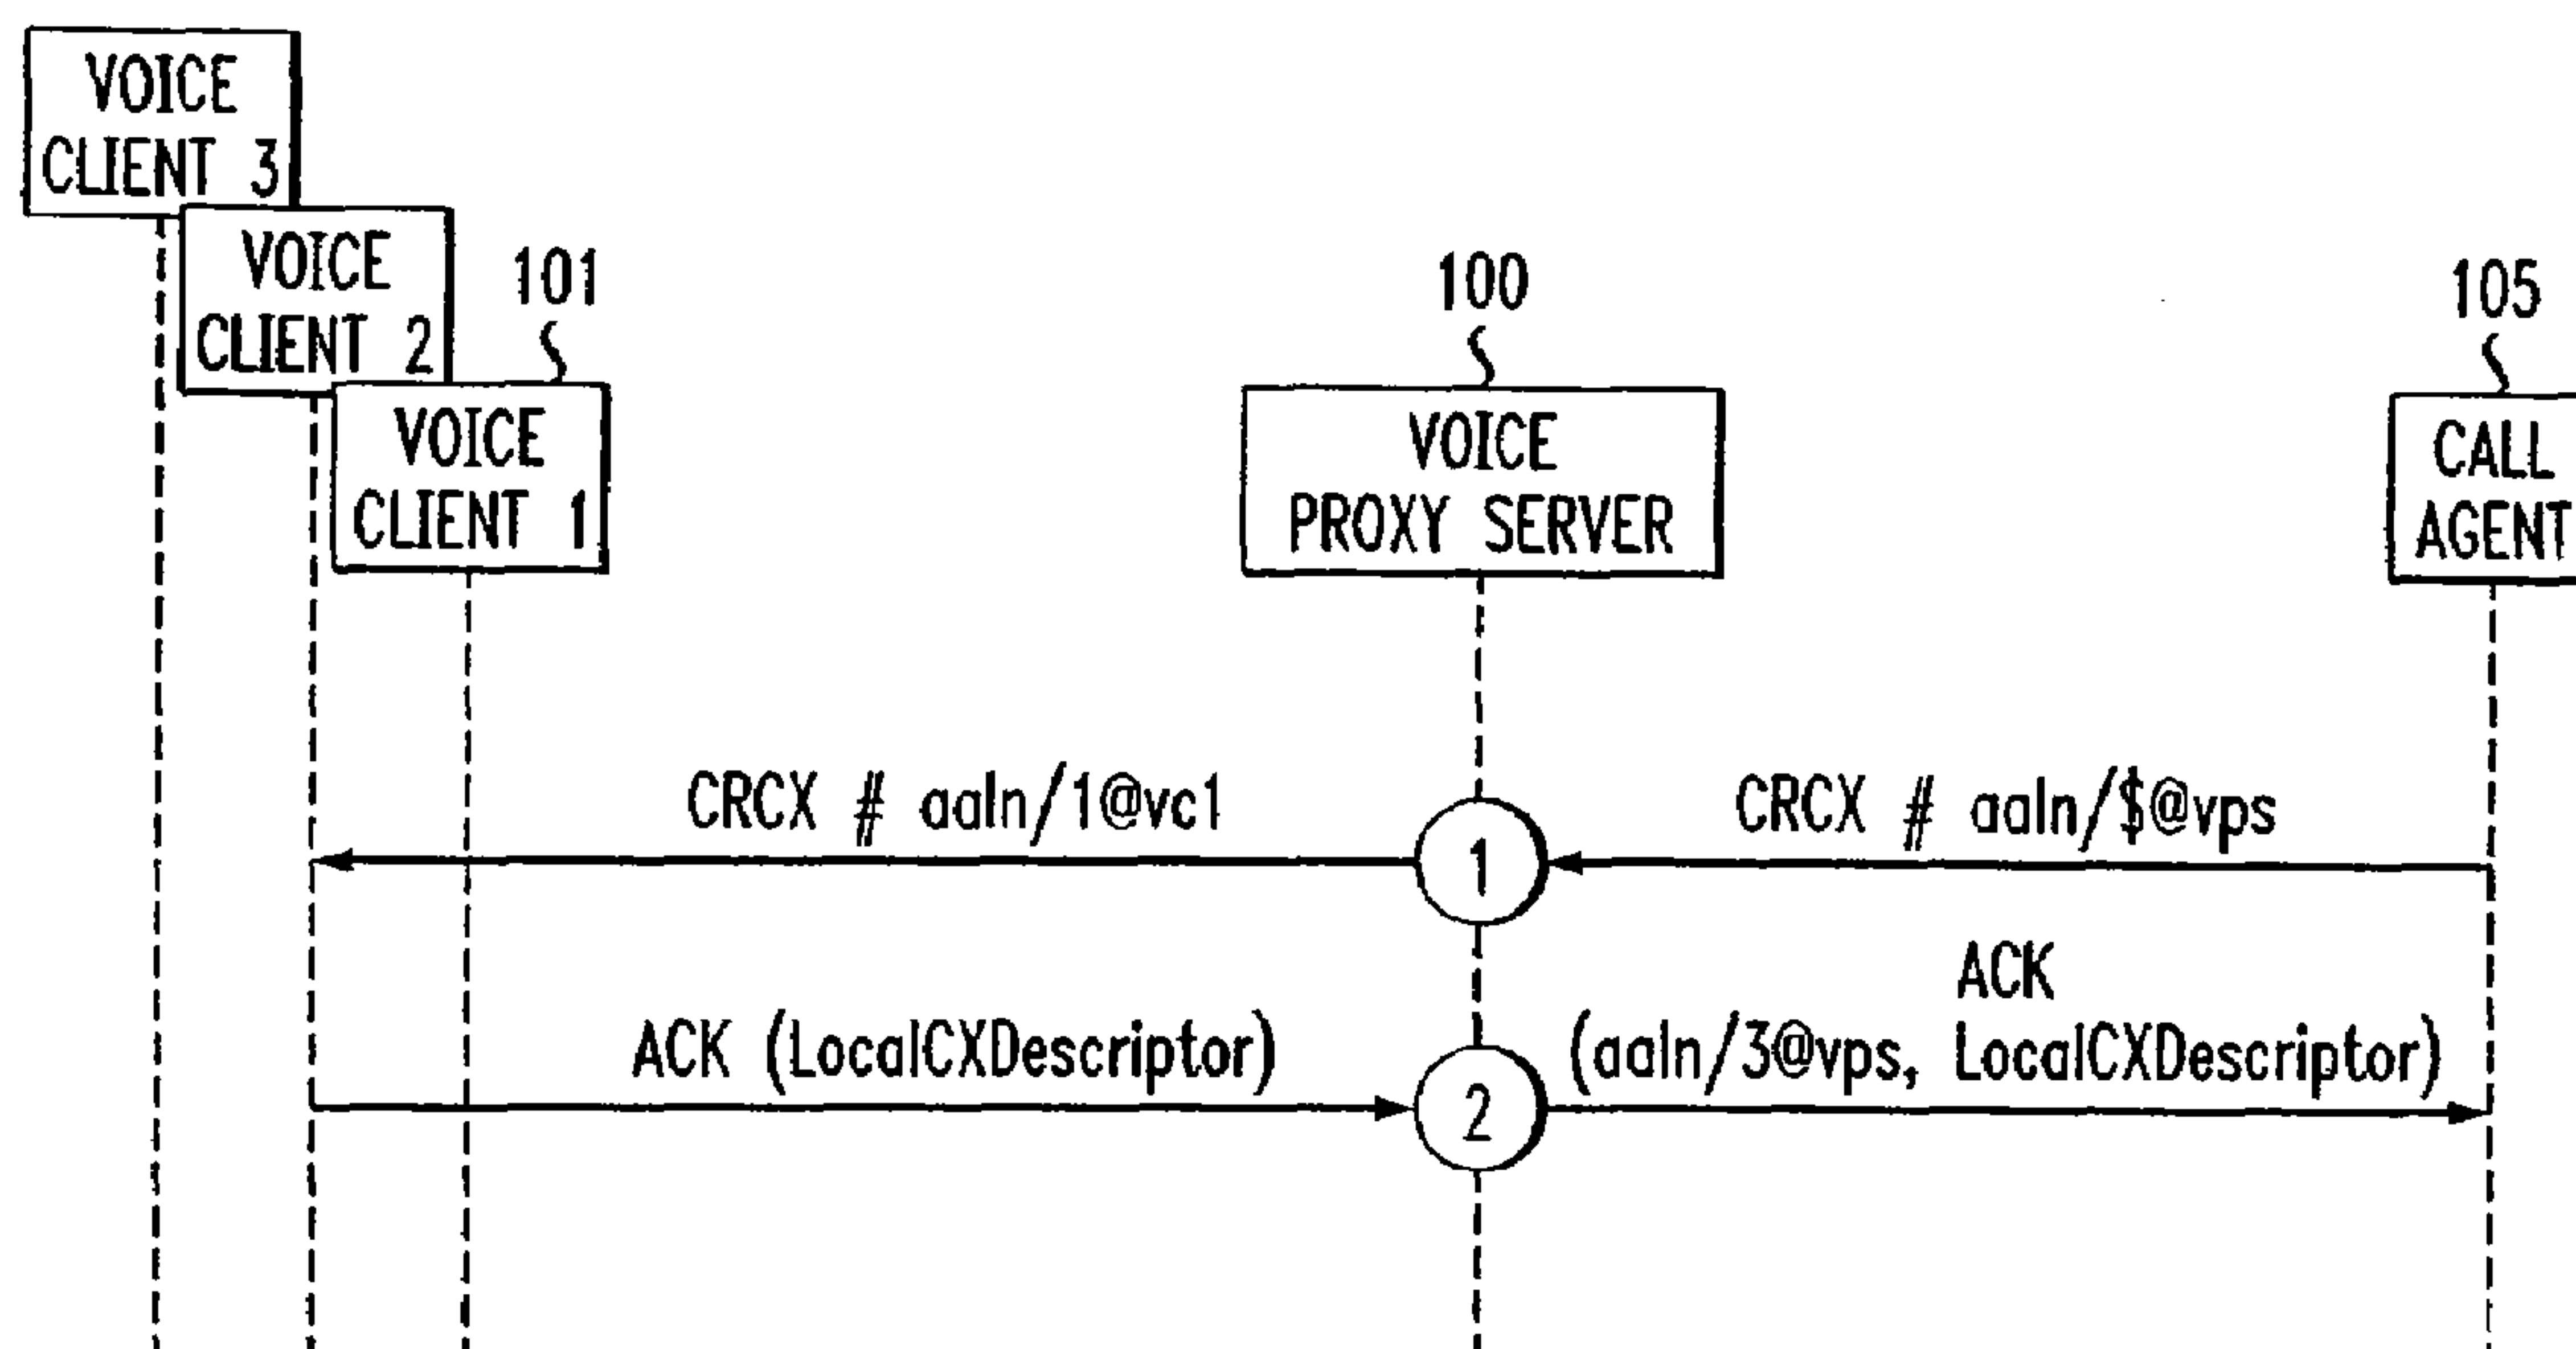 VOICE
CLIENT 3
VOICE
CLIENT 2
101
VOICE
CLIENT 1
100
VOICE
PROXY SERVER
105
CALL
AGENT
CRCX # aaln/1@vc1
CRCX # aaln/$@vps
1
ACK (LocalCXDescriptor)
ACK
(aaln/3@vps, LocalCXDescriptor)
2